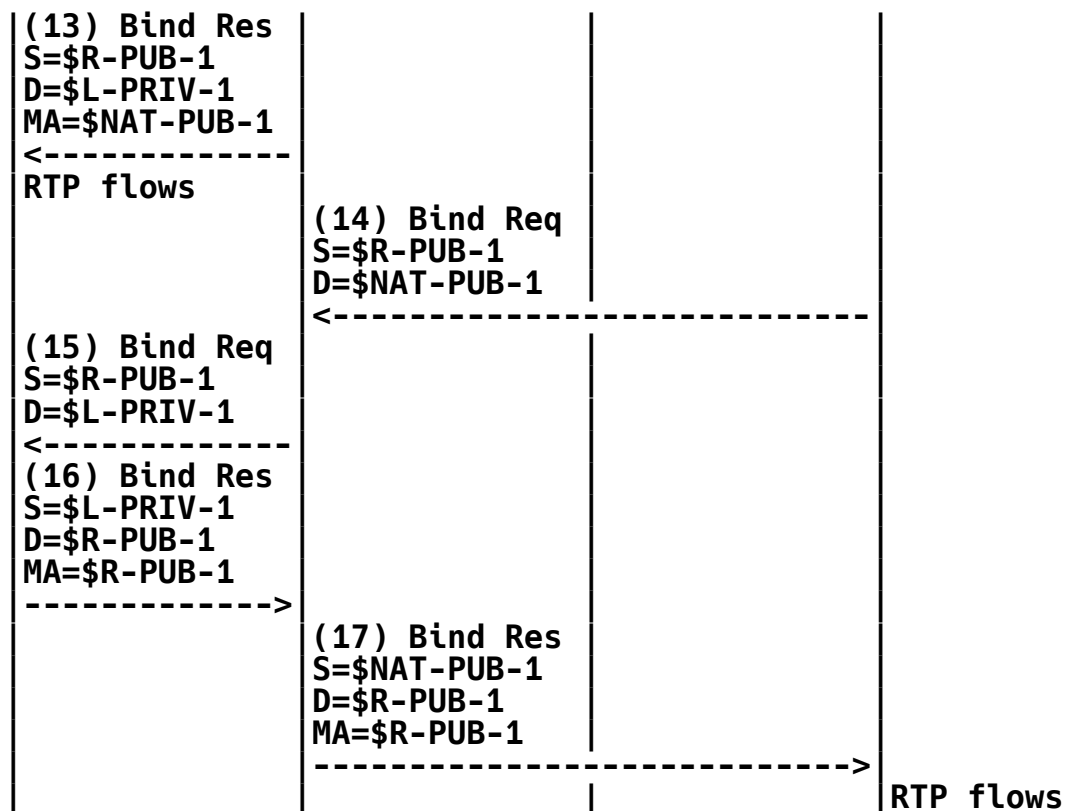 (13) Bind Res
S=$R-PUB-1
D=$L-PRIV-1
MA=$NAT-PUB-1
<-------------
RTP flows
(14) Bind Req
S=$R-PUB-1
D=$NAT-PUB-1
<----------------------------
(15) Bind Req
S=$R-PUB-1
D=$L-PRIV-1
<-------------
(16) Bind Res
S=$L-PRIV-1
D=$R-PUB-1
MA=$R-PUB-1
------------->
(17) Bind Res
S=$NAT-PUB-1
D=$R-PUB-1
MA=$R-PUB-1
---------------------------->
RTP flows